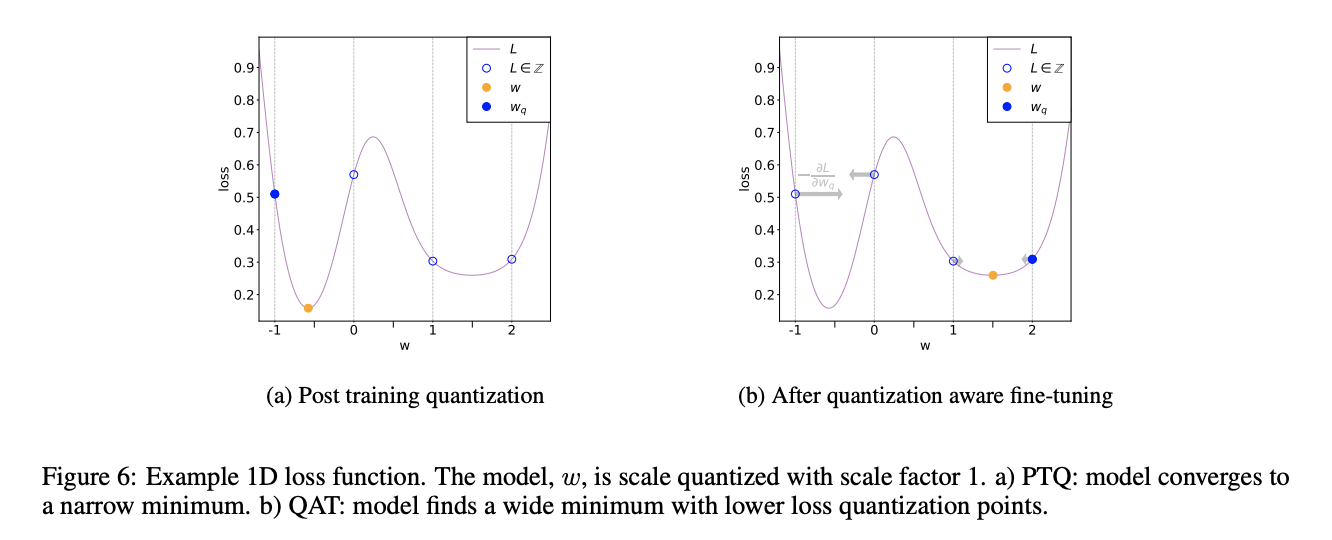 0.9
0.8
0.7
0.6
0.5
0.4
0.3
0.2
loss
-1 0 1 2
w
L
L ∈ ℤ
w
w_q
(a) Post training quantization
0.9
0.8
0.7
0.6
0.5
0.4
0.3
0.2
loss
-1 0 1 2
w
L
L ∈ ℤ
w
w_q
−∂L/∂w_q
(b) After quantization aware fine-tuning
Figure 6: Example 1D loss function. The model, w, is scale quantized with scale factor 1. a) PTQ: model converges to
a narrow minimum. b) QAT: model finds a wide minimum with lower loss quantization points.